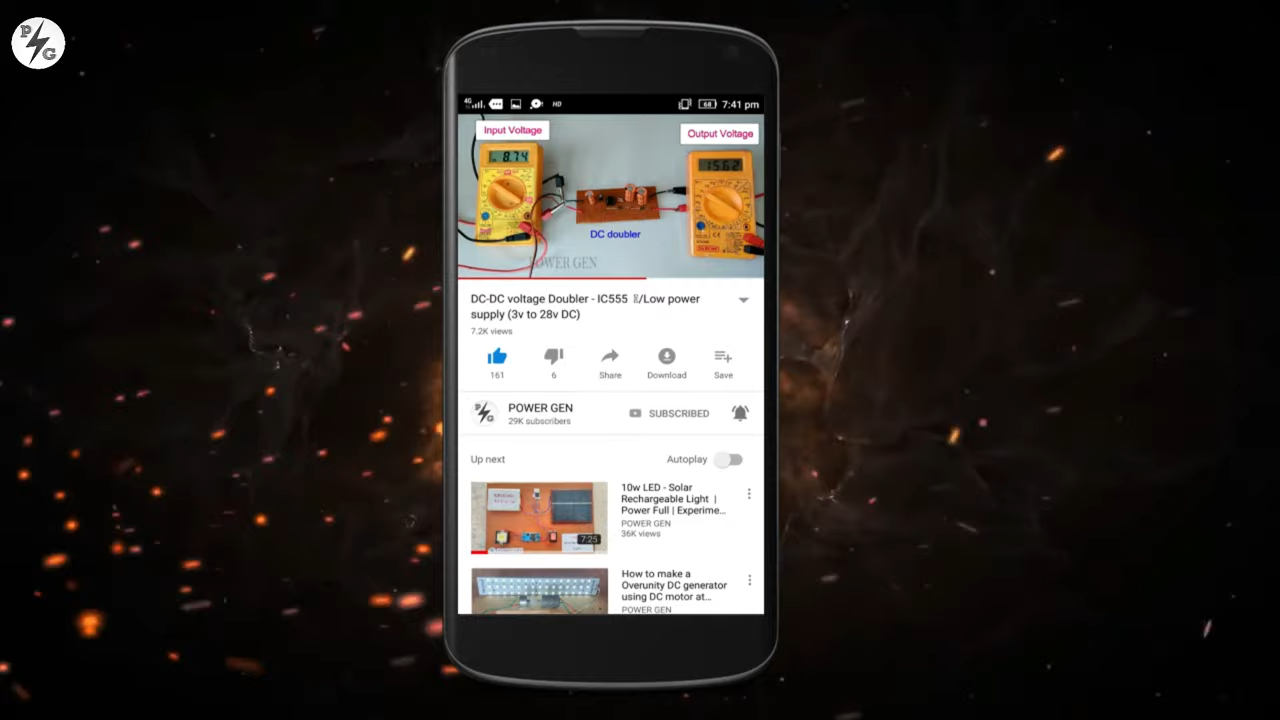 P
G
4G
HD
68
7:41 pm
Input Voltage
Output Voltage
8.74
1562
DC doubler
POWER GEN
DC-DC voltage Doubler - IC555 /Low power
supply (3v to 28v DC)
7.2K views
161
6
Share
Download
Save
P G
POWER GEN
29K subscribers
SUBSCRIBED
Up next
Autoplay
10w LED - Solar
Rechargeable Light |
Power Full | Experime...
POWER GEN
36K views
7:25
How to make a
Overunity DC generator
using DC motor at...
POWER GEN